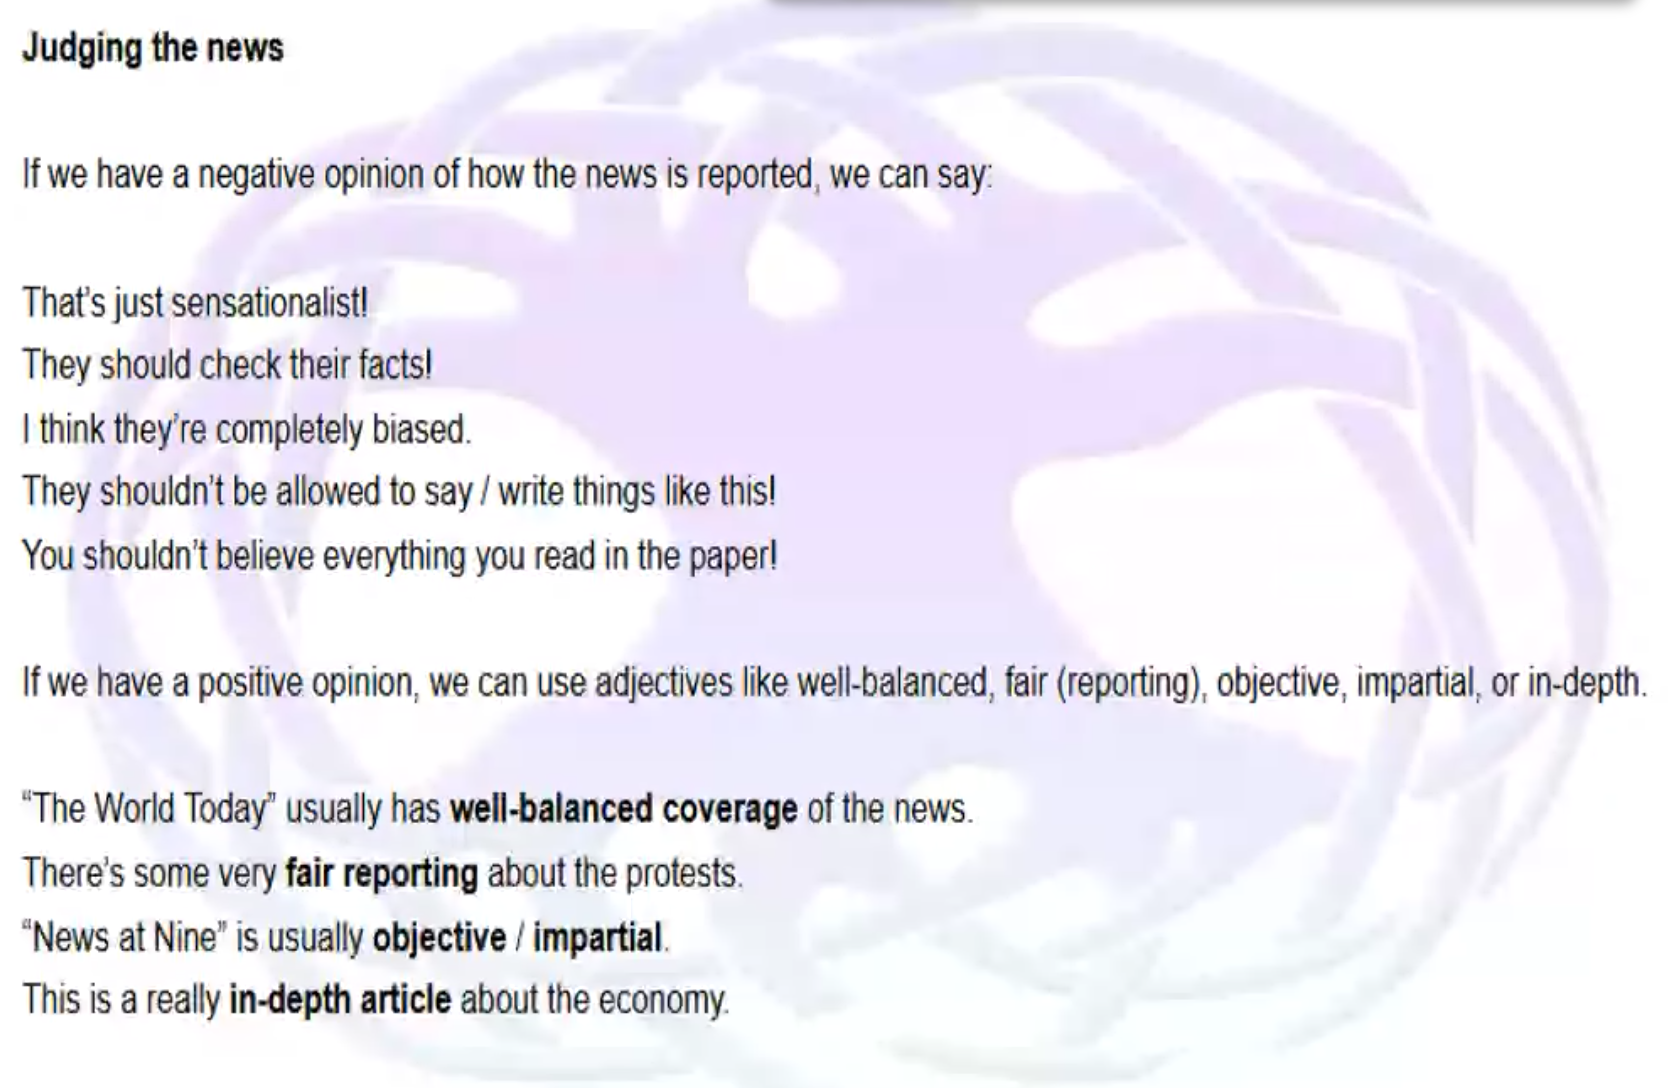 Judging the news
If we have a negative opinion of how the news is reported, we can say:
That's just sensationalist!
They should check their facts!
I think they're completely biased.
They shouldn't be allowed to say / write things like this!
You shouldn't believe everything you read in the paper!
If we have a positive opinion, we can use adjectives like well-balanced, fair (reporting), objective, impartial, or in-depth.
“The World Today” usually has well-balanced coverage of the news.
There's some very fair reporting about the protests.
“News at Nine” is usually objective / impartial.
This is a really in-depth article about the economy.